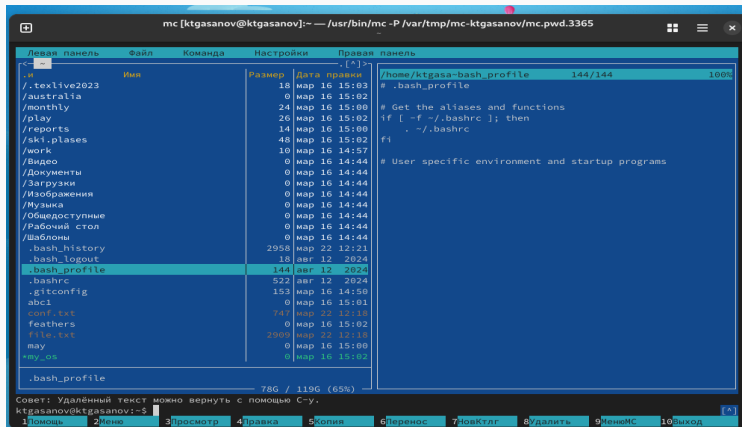 mc [ktgasanov@ktgasanov]:~ — /usr/bin/mc -P /var/tmp/mc-ktgasanov/mc.pwd.3365
~
Левая панель Файл Команда Настройки Правая панель
<─ ~ .[^]>
.и Имя Размер Дата правки
/.texlive2023 18 мар 16 15:03
/australia 0 мар 16 15:02
/monthly 24 мар 16 15:00
/play 26 мар 16 15:02
/reports 14 мар 16 15:00
/ski.plases 48 мар 16 15:02
/work 10 мар 16 14:57
/Видео 0 мар 16 14:44
/Документы 0 мар 16 14:44
/Загрузки 0 мар 16 14:44
/Изображения 0 мар 16 14:44
/Музыка 0 мар 16 14:44
/Общедоступные 0 мар 16 14:44
/Рабочий стол 0 мар 16 14:44
/Шаблоны 0 мар 16 14:44
.bash_history 2958 мар 22 12:21
.bash_logout 18 авг 12 2024
.bash_profile 144 авг 12 2024
.bashrc 522 авг 12 2024
.gitconfig 153 мар 16 14:50
abc1 0 мар 16 15:01
conf.txt 747 мар 22 12:18
feathers 0 мар 16 15:02
file.txt 2909 мар 22 12:18
may 0 мар 16 15:00
*my_os 0 мар 16 15:02
.bash_profile
78G / 119G (65%)
/home/ktgasa~bash_profile 144/144 100%
# .bash_profile
# Get the aliases and functions
if [ -f ~/.bashrc ]; then
. ~/.bashrc
fi
# User specific environment and startup programs
Совет: Удалённый текст можно вернуть с помощью C-y.
ktgasanov@ktgasanov:~$ [^]
1Помощь 2Меню 3Просмотр 4Правка 5Копия 6Перенос 7НовКтлг 8Удалить 9МенюMC 10Выход